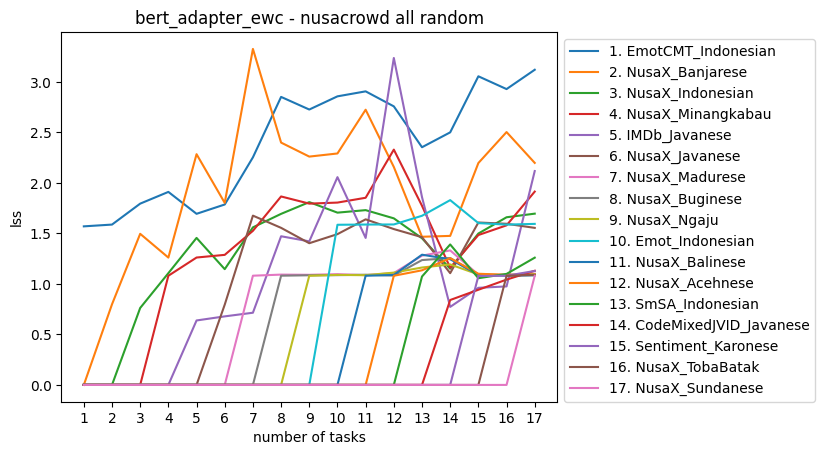 bert_adapter_ewc - nusacrowd all random
lss
3.0
2.5
2.0
1.5
1.0
0.5
0.0
1 2 3 4 5 6 7 8 9 10 11 12 13 14 15 16 17
number of tasks
1. EmotCMT_Indonesian
2. NusaX_Banjarese
3. NusaX_Indonesian
4. NusaX_Minangkabau
5. IMDb_Javanese
6. NusaX_Javanese
7. NusaX_Madurese
8. NusaX_Buginese
9. NusaX_Ngaju
10. Emot_Indonesian
11. NusaX_Balinese
12. NusaX_Acehnese
13. SmSA_Indonesian
14. CodeMixedJVID_Javanese
15. Sentiment_Karonese
16. NusaX_TobaBatak
17. NusaX_Sundanese